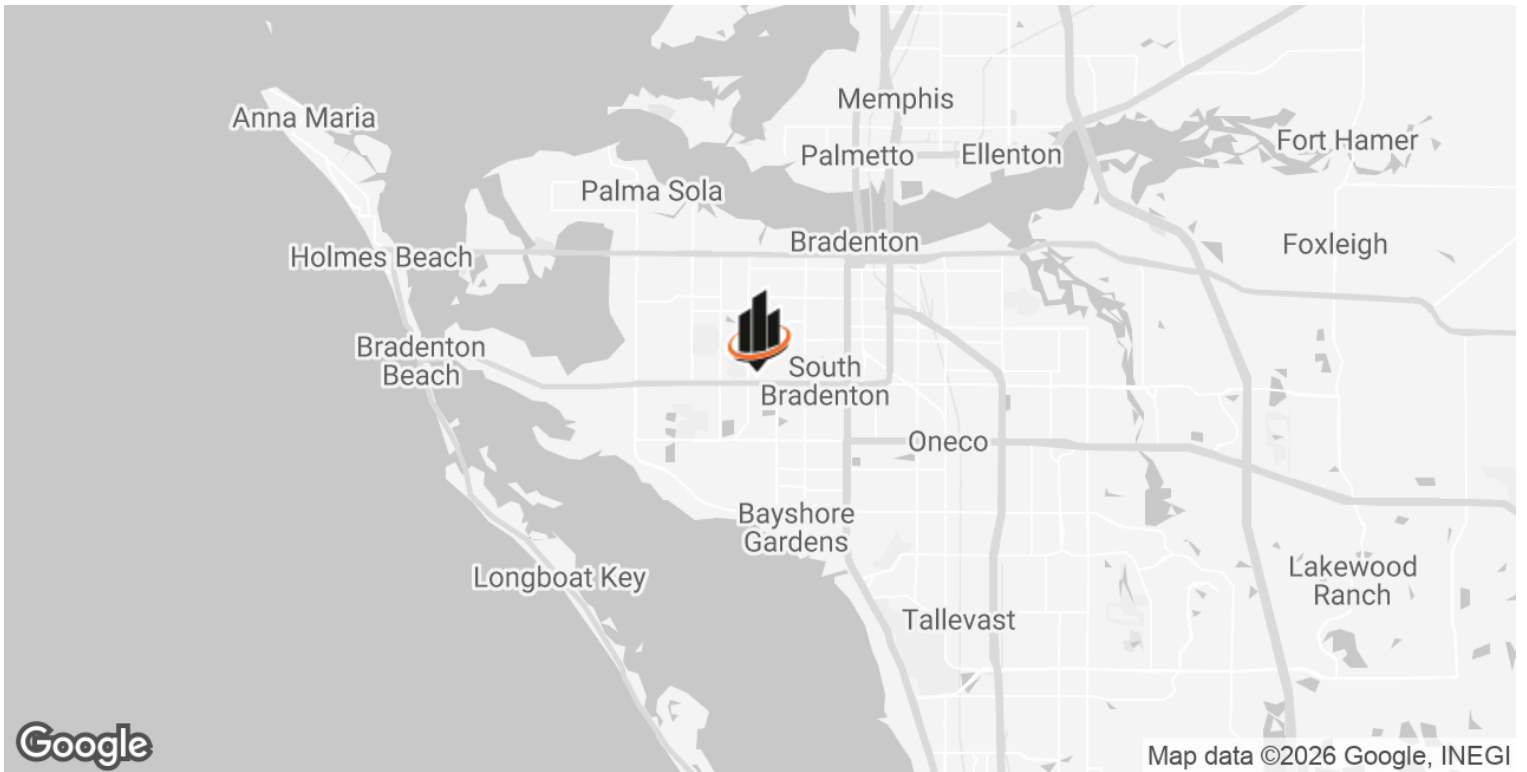 Memphis
Anna Maria
Fort Hamer
Palmetto
Ellenton
Palma Sola
Bradenton
Foxleigh
Holmes Beach
Bradenton
Beach
South
Bradenton
Oneco
Bayshore
Gardens
Longboat Key
Lakewood
Ranch
Tallevast
Google
Map data ©2026 Google, INEGI